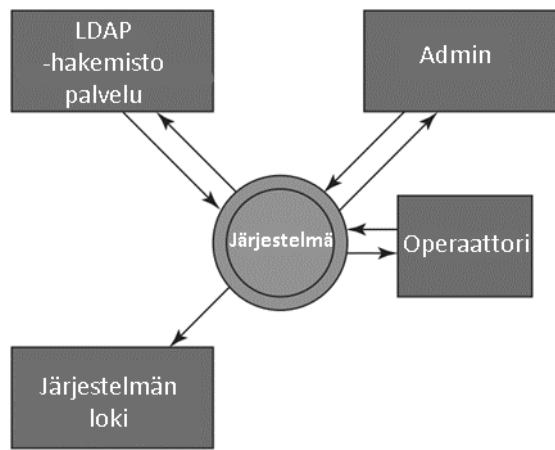 LDAP
-hakemisto
palvelu
Admin
Järjestelmä
Operaattori
Järjestelmän
loki